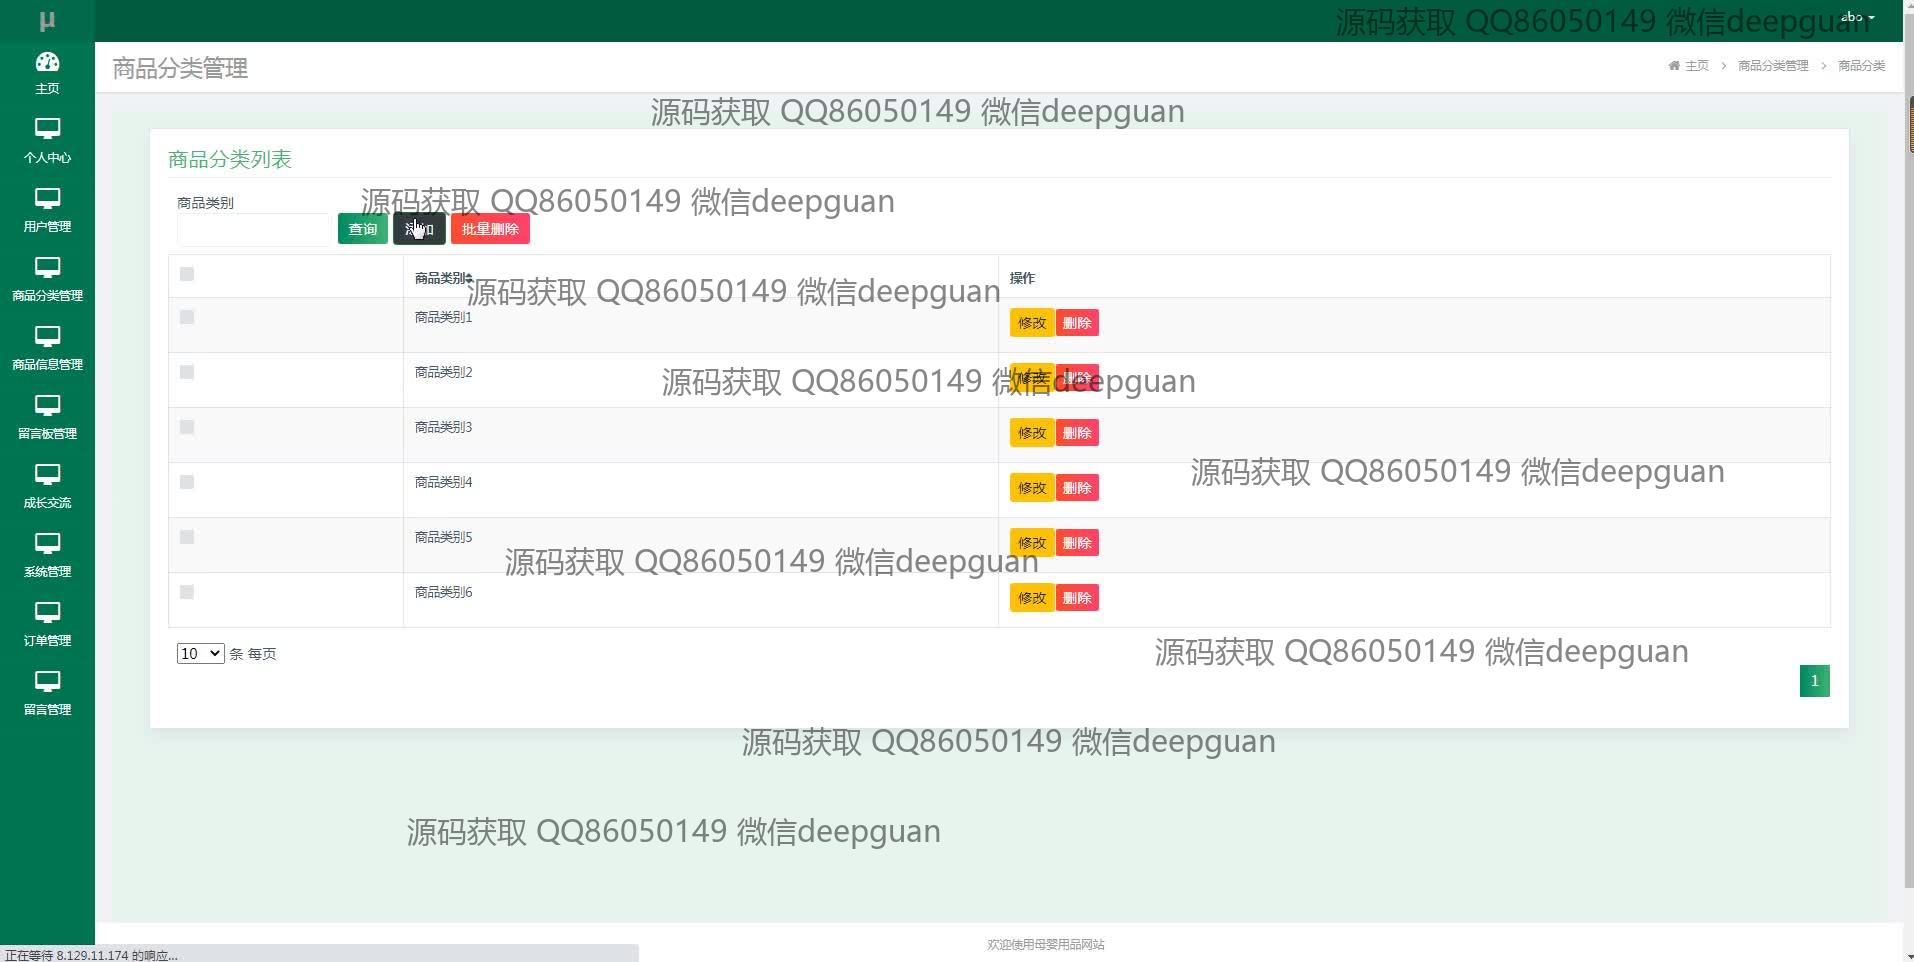 μ
abo
源码获取 QQ86050149 微信deepguan
主页
商品分类管理
主页 > 商品分类管理 > 商品分类
源码获取 QQ86050149 微信deepguan
个人中心
商品分类列表
商品类别
源码获取 QQ86050149 微信deepguan
用户管理
查询 添加 批量删除
商品类别 操作
源码获取 QQ86050149 微信deepguan
商品分类管理
商品类别1 修改 删除
商品信息管理
商品类别2 修改 删除
源码获取 QQ86050149 微信deepguan
留言板管理
商品类别3 修改 删除
源码获取 QQ86050149 微信deepguan
商品类别4 修改 删除
成长交流
商品类别5 修改 删除
源码获取 QQ86050149 微信deepguan
系统管理
商品类别6 修改 删除
订单管理
10 条 每页
源码获取 QQ86050149 微信deepguan
1
留言管理
源码获取 QQ86050149 微信deepguan
源码获取 QQ86050149 微信deepguan
欢迎使用母婴用品网站
正在等待 8.129.11.174 的响应...